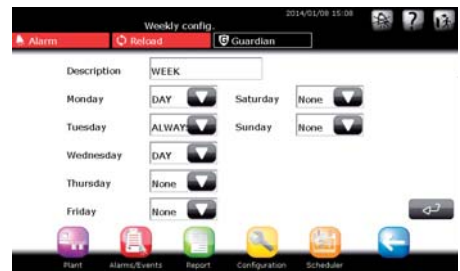 2014/01/08 15:08
Weekly config.
Alarm Reload Guardian
Description WEEK
Monday DAY Saturday None
Tuesday ALWAYS Sunday None
Wednesday DAY
Thursday None
Friday None
Plant Alarms/Events Report Configuration Scheduler